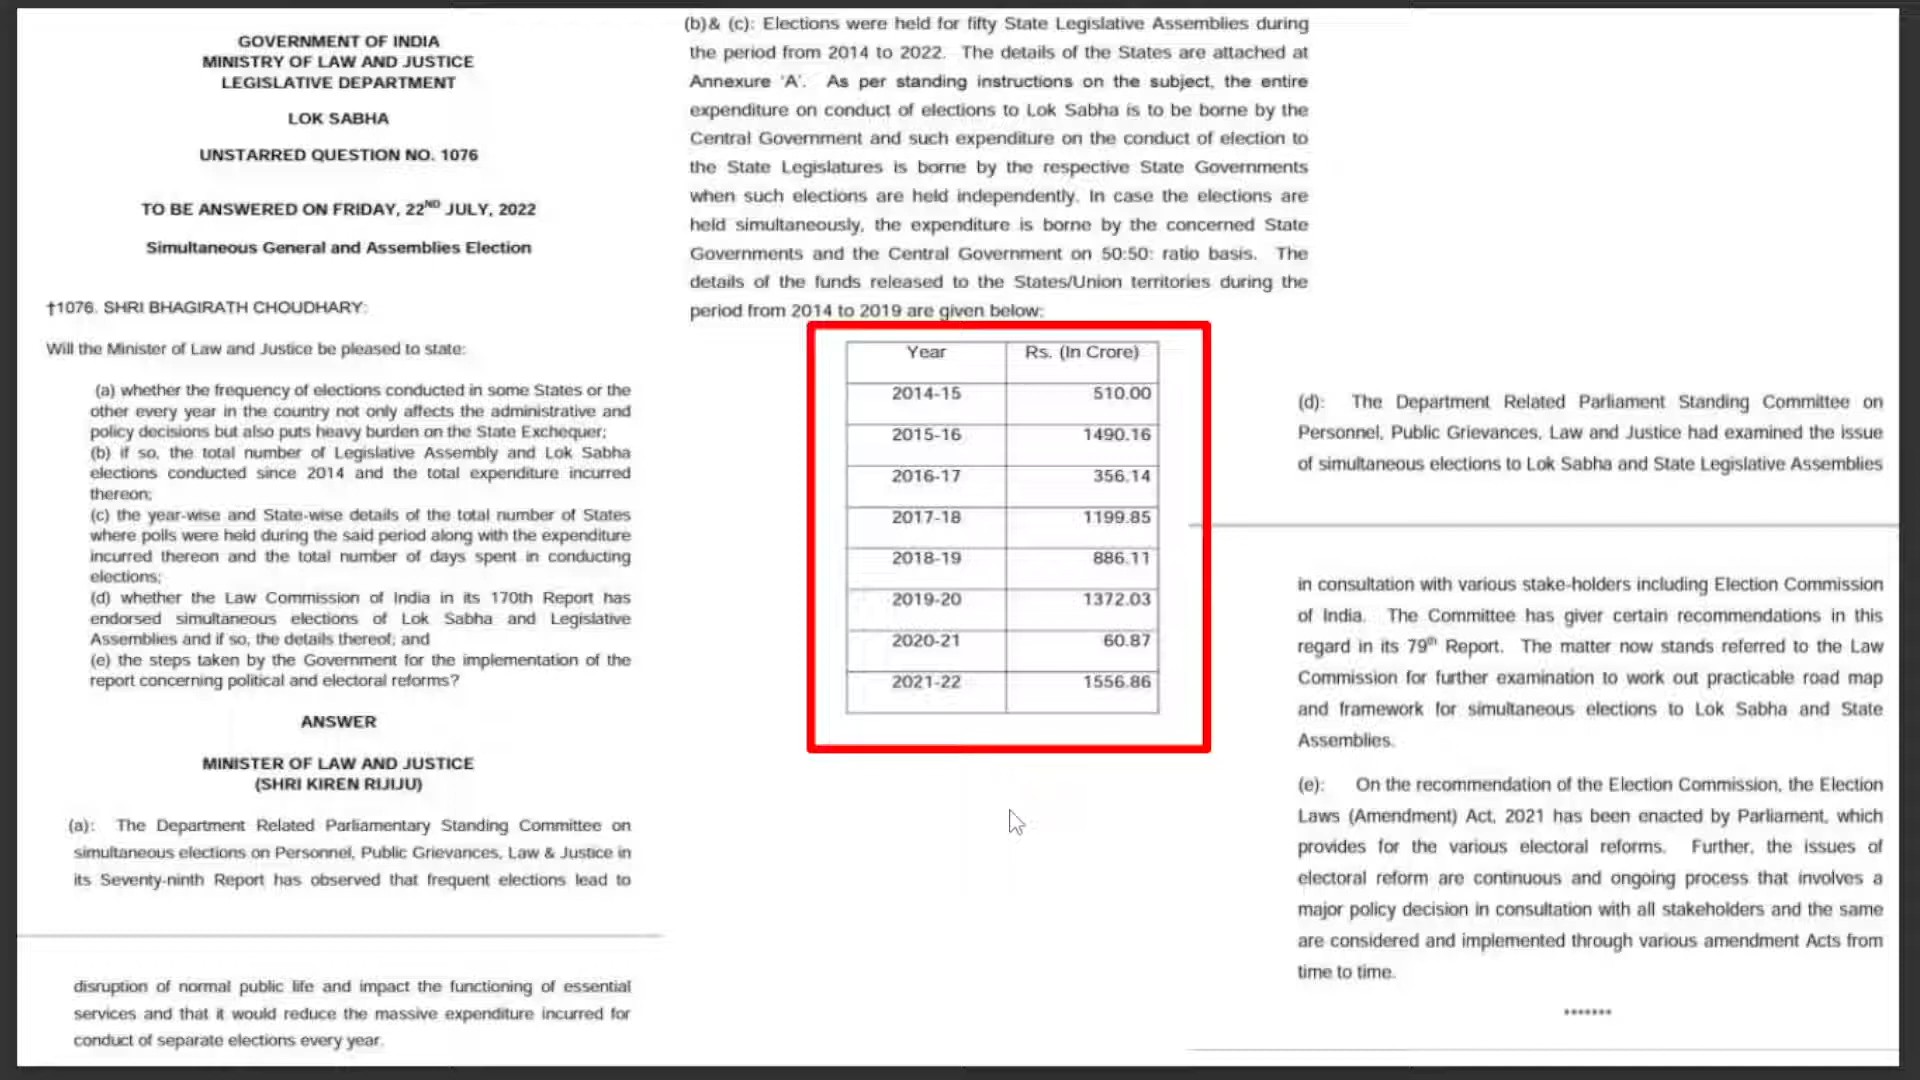 GOVERNMENT OF INDIA
MINISTRY OF LAW AND JUSTICE
LEGISLATIVE DEPARTMENT
LOK SABHA
UNSTARRED QUESTION NO. 1076
TO BE ANSWERED ON FRIDAY, 22ND JULY, 2022
Simultaneous General and Assemblies Election
†1076. SHRI BHAGIRATH CHOUDHARY:
Will the Minister of Law and Justice be pleased to state:
(a) whether the frequency of elections conducted in some States or the
other every year in the country not only affects the administrative and
policy decisions but also puts heavy burden on the State Exchequer;
(b) if so, the total number of Legislative Assembly and Lok Sabha
elections conducted since 2014 and the total expenditure incurred
thereon;
(c) the year-wise and State-wise details of the total number of States
where polls were held during the said period along with the expenditure
incurred thereon and the total number of days spent in conducting
elections;
(d) whether the Law Commission of India in its 170th Report has
endorsed simultaneous elections of Lok Sabha and Legislative
Assemblies and if so, the details thereof; and
(e) the steps taken by the Government for the implementation of the
report concerning political and electoral reforms?
ANSWER
MINISTER OF LAW AND JUSTICE
(SHRI KIREN RIJIJU)
(a): The Department Related Parliamentary Standing Committee on
simultaneous elections on Personnel, Public Grievances, Law & Justice in
its Seventy-ninth Report has observed that frequent elections lead to
disruption of normal public life and impact the functioning of essential
services and that it would reduce the massive expenditure incurred for
conduct of separate elections every year.
(b)& (c): Elections were held for fifty State Legislative Assemblies during
the period from 2014 to 2022. The details of the States are attached at
Annexure 'A'. As per standing instructions on the subject, the entire
expenditure on conduct of elections to Lok Sabha is to be borne by the
Central Government and such expenditure on the conduct of election to
the State Legislatures is borne by the respective State Governments
when such elections are held independently. In case the elections are
held simultaneously, the expenditure is borne by the concerned State
Governments and the Central Government on 50:50: ratio basis. The
details of the funds released to the States/Union territories during the
period from 2014 to 2019 are given below:
Year Rs. (In Crore)
2014-15 510.00
2015-16 1490.16
2016-17 356.14
2017-18 1199.85
2018-19 886.11
2019-20 1372.03
2020-21 60.87
2021-22 1556.86
(d): The Department Related Parliament Standing Committee on
Personnel, Public Grievances, Law and Justice had examined the issue
of simultaneous elections to Lok Sabha and State Legislative Assemblies
in consultation with various stake-holders including Election Commission
of India. The Committee has giver certain recommendations in this
regard in its 79th Report. The matter now stands referred to the Law
Commission for further examination to work out practicable road map
and framework for simultaneous elections to Lok Sabha and State
Assemblies.
(e): On the recommendation of the Election Commission, the Election
Laws (Amendment) Act, 2021 has been enacted by Parliament, which
provides for the various electoral reforms. Further, the issues of
electoral reform are continuous and ongoing process that involves a
major policy decision in consultation with all stakeholders and the same
are considered and implemented through various amendment Acts from
time to time.
*******